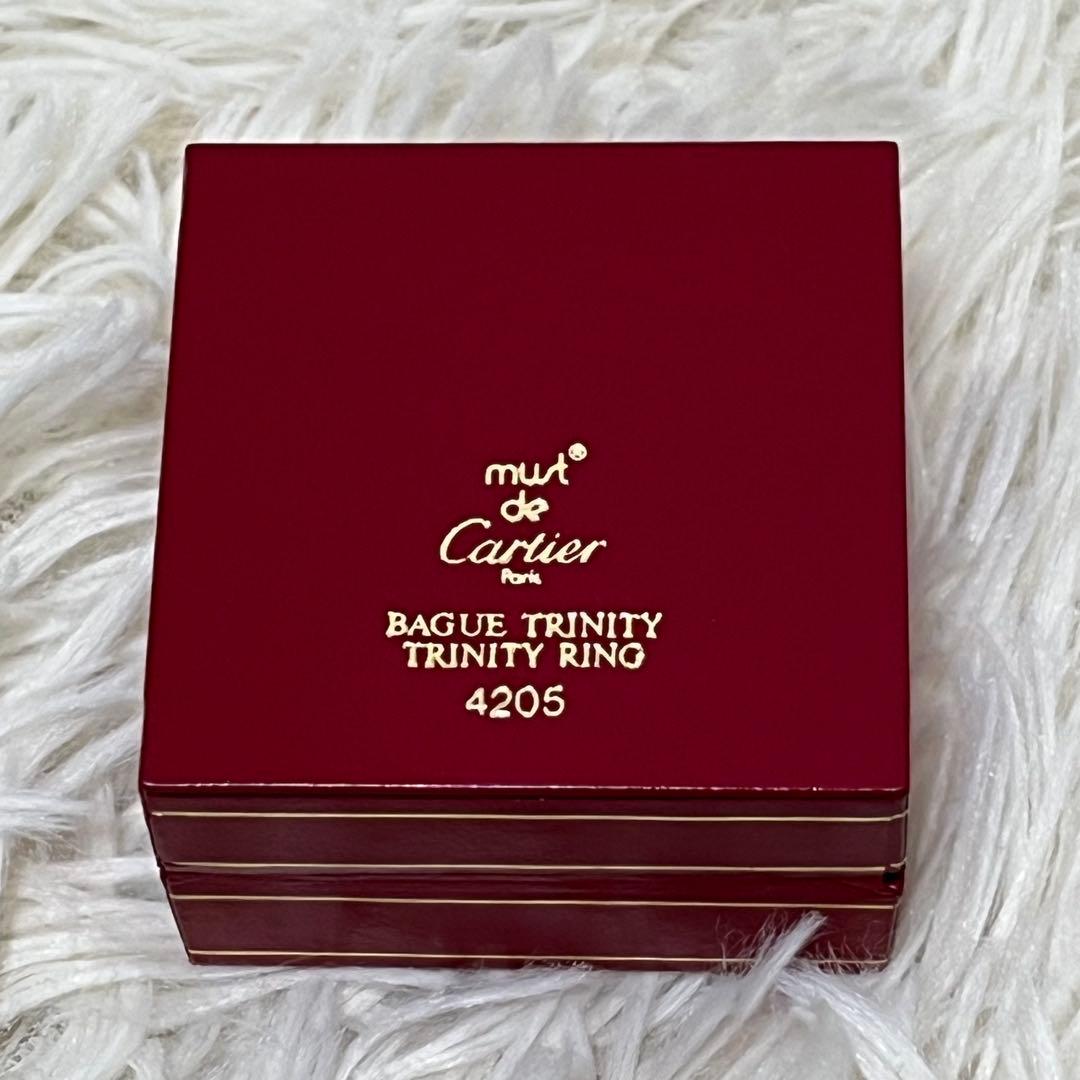 must®
de
Cartier
Paris
BAGUE TRINITY
TRINITY RING
4205